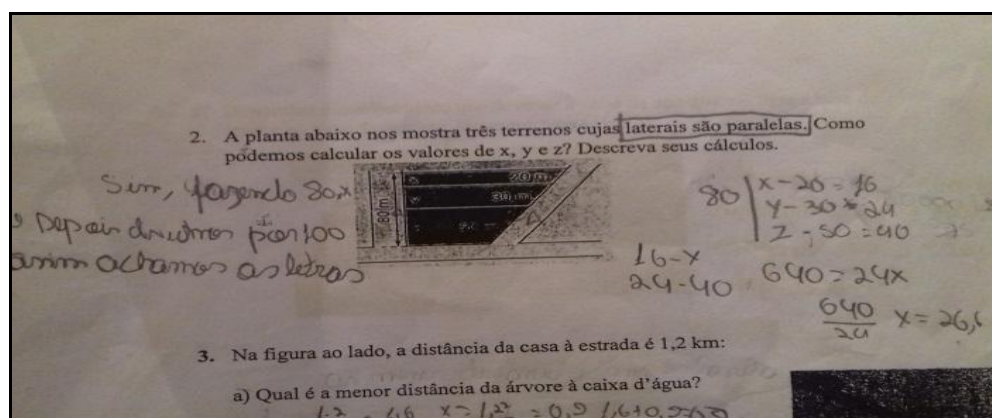 2. A planta abaixo nos mostra três terrenos cujas laterais são paralelas. Como
podemos calcular os valores de x, y e z? Descreva seus cálculos.
Sim, fazendo 80.x
Depois dividimos por 100
assim achamos as letras
80 m
80 | x-20=16
y-30=24
z-50=40
16-x
24-40
640=24x
640/24 x=26,6
3. Na figura ao lado, a distância da casa à estrada é 1,2 km:
a) Qual é a menor distância da árvore à caixa d'água?